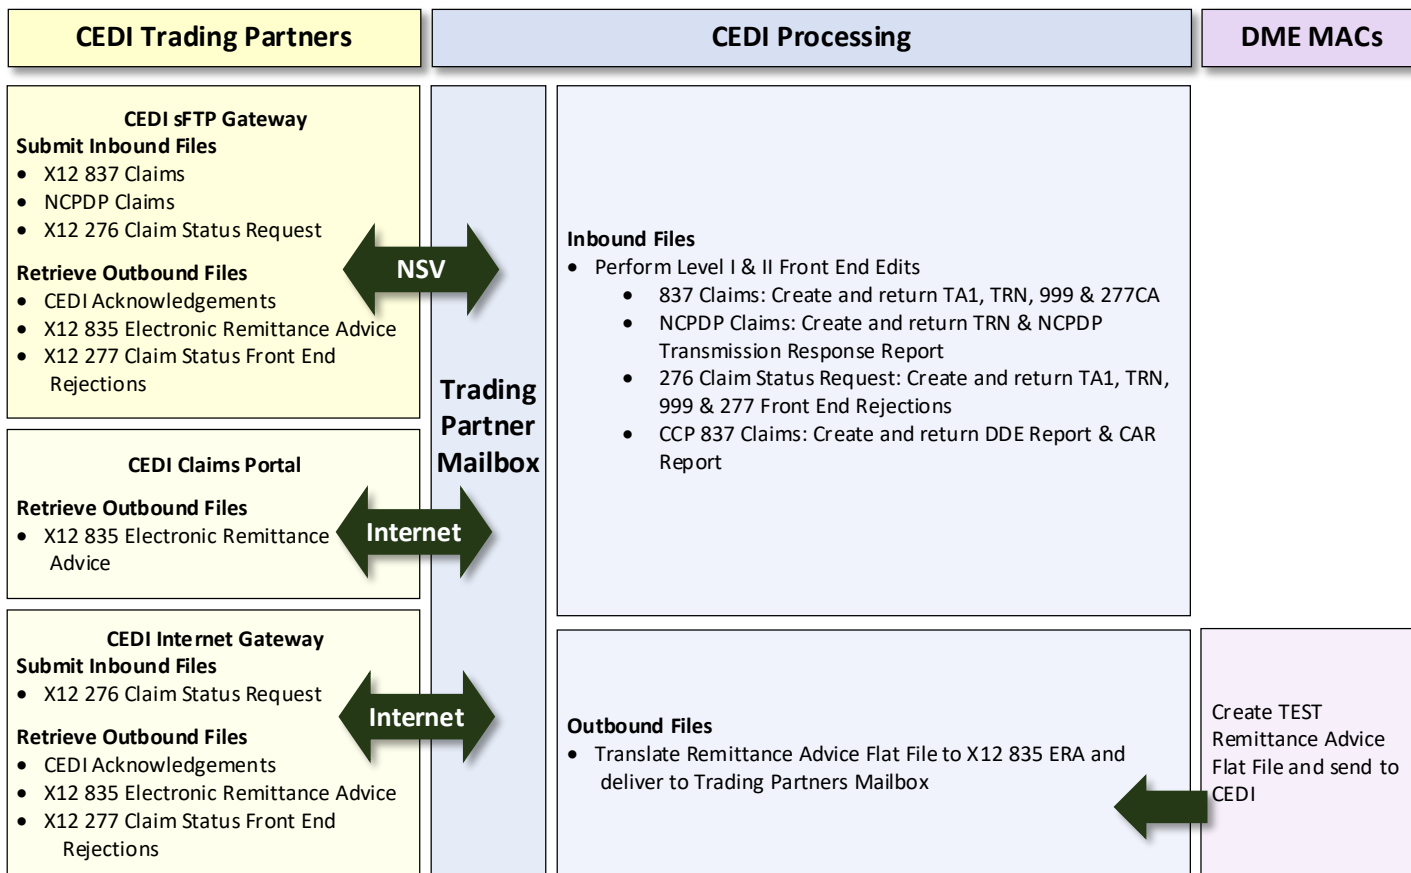 CEDI Trading Partners
CEDI Processing
DME MACs
CEDI sFTP Gateway
Submit Inbound Files
• X12 837 Claims
• NCPDP Claims
• X12 276 Claim Status Request
Retrieve Outbound Files
• CEDI Acknowledgements
• X12 835 Electronic Remittance Advice
• X12 277 Claim Status Front End
Rejections
NSV
CEDI Claims Portal
Retrieve Outbound Files
• X12 835 Electronic Remittance
Advice
Internet
CEDI Internet Gateway
Submit Inbound Files
• X12 276 Claim Status Request
Retrieve Outbound Files
• CEDI Acknowledgements
• X12 835 Electronic Remittance Advice
• X12 277 Claim Status Front End
Rejections
Internet
Trading
Partner
Mailbox
Inbound Files
• Perform Level I & II Front End Edits
• 837 Claims: Create and return TA1, TRN, 999 & 277CA
• NCPDP Claims: Create and return TRN & NCPDP
Transmission Response Report
• 276 Claim Status Request: Create and return TA1, TRN,
999 & 277 Front End Rejections
• CCP 837 Claims: Create and return DDE Report & CAR
Report
Outbound Files
• Translate Remittance Advice Flat File to X12 835 ERA and
deliver to Trading Partners Mailbox
Create TEST
Remittance Advice
Flat File and send to
CEDI